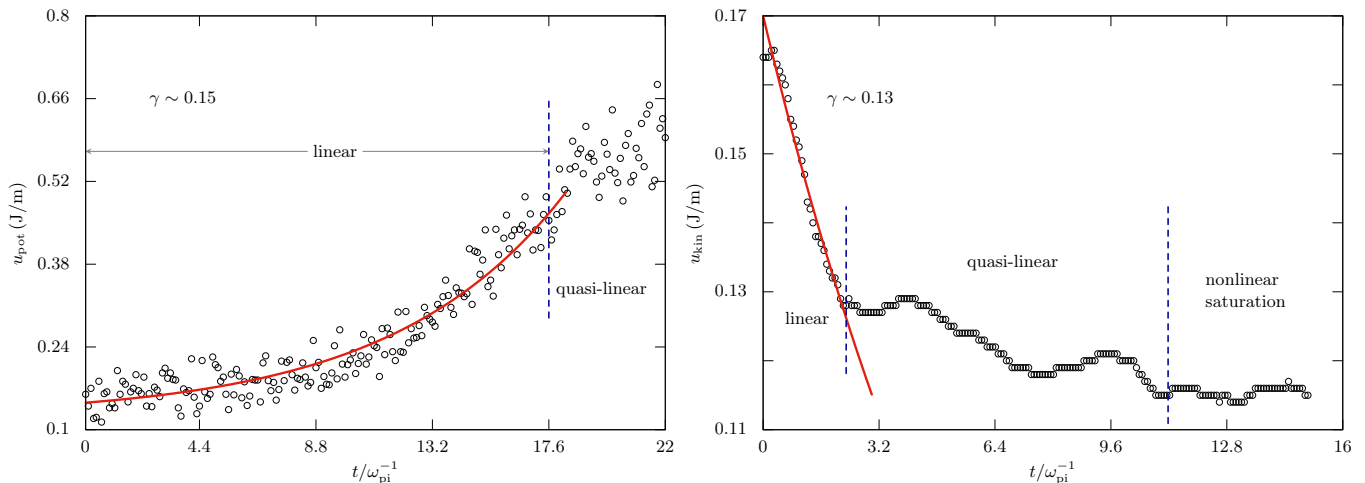 0.8
0.66
0.52
0.38
0.24
0.1
u_pot (J/m)
γ ∼ 0.15
linear
quasi-linear
0
4.4
8.8
13.2
17.6
22
t/ω_pi^−1
0.17
0.15
0.13
0.11
u_kin (J/m)
γ ∼ 0.13
linear
quasi-linear
nonlinear
saturation
0
3.2
6.4
9.6
12.8
16
t/ω_pi^−1